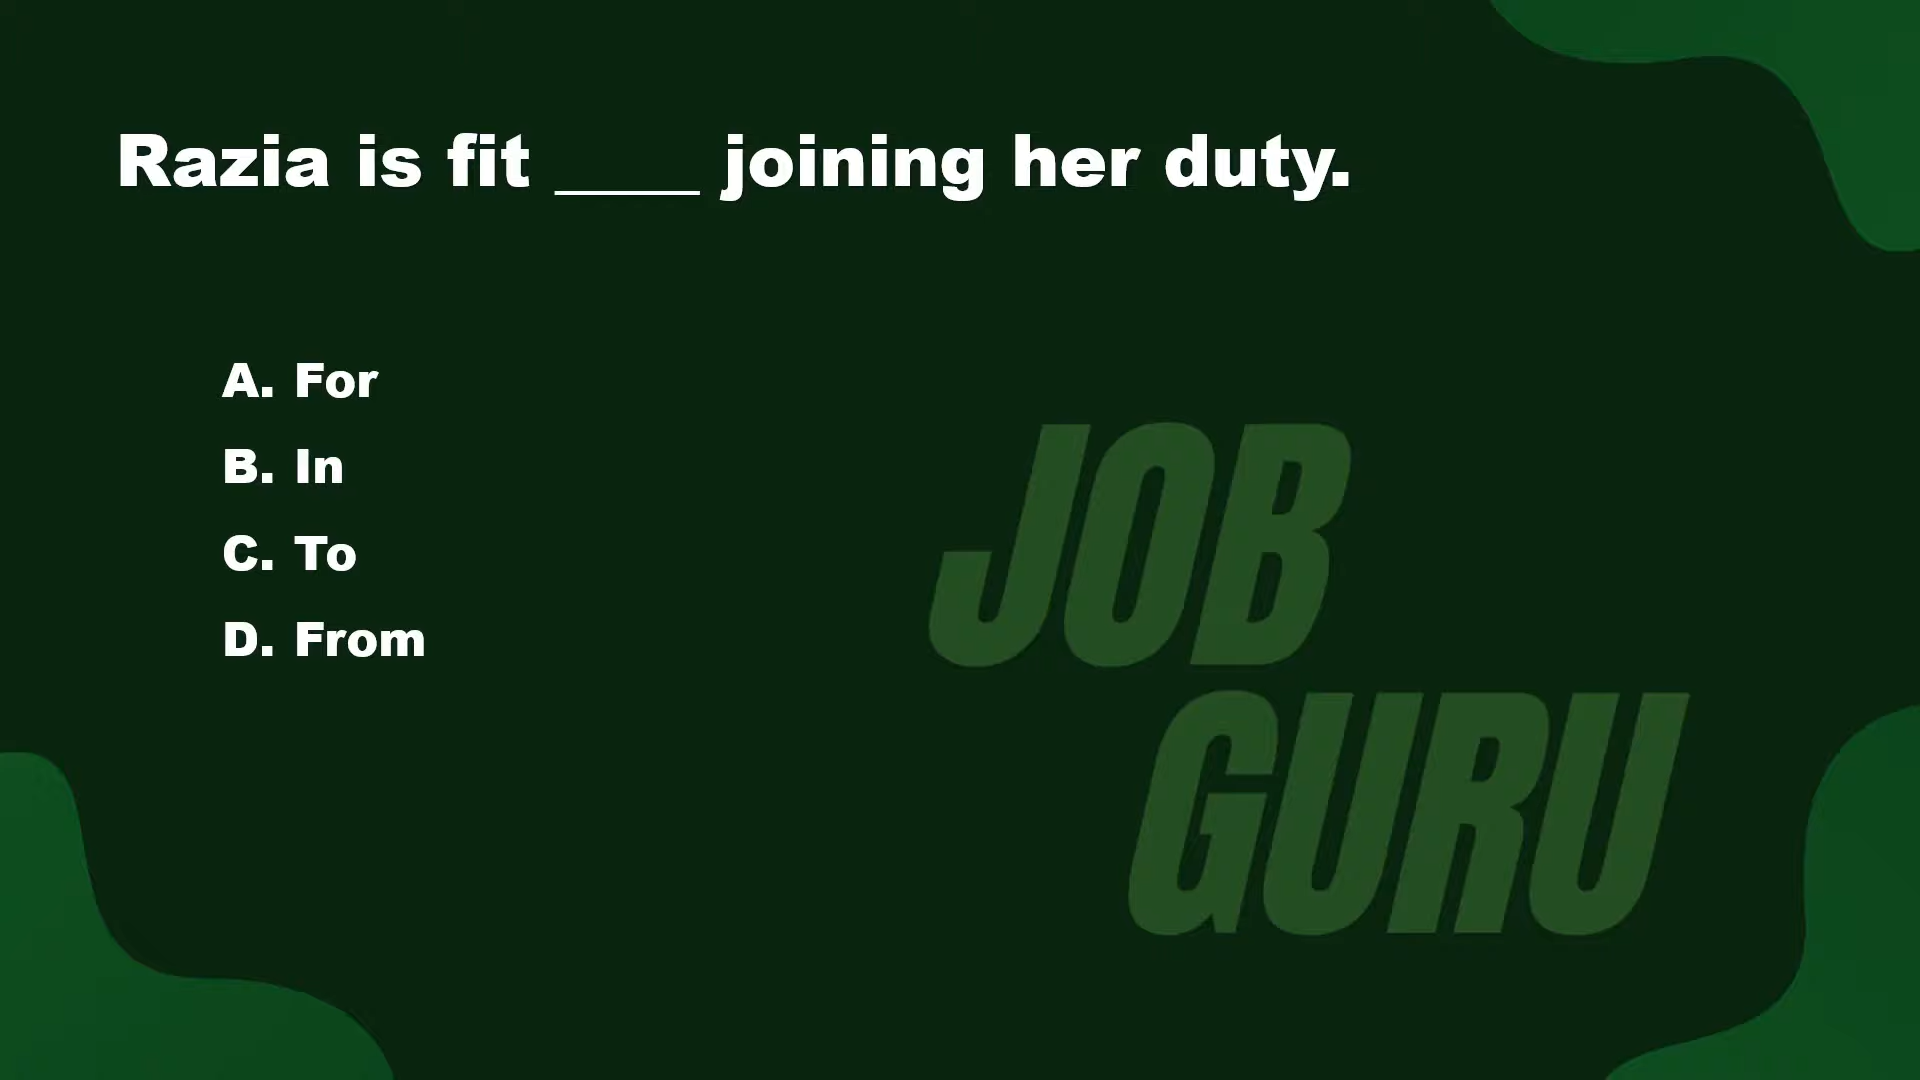 Razia is fit ____ joining her duty.
A. For
B. In
C. To
D. From
JOB
GURU